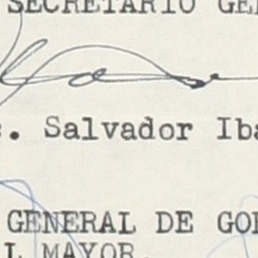 SECRETARIO GE
c. Salvador Iba
GENERAL DE GO
L MAYOR.